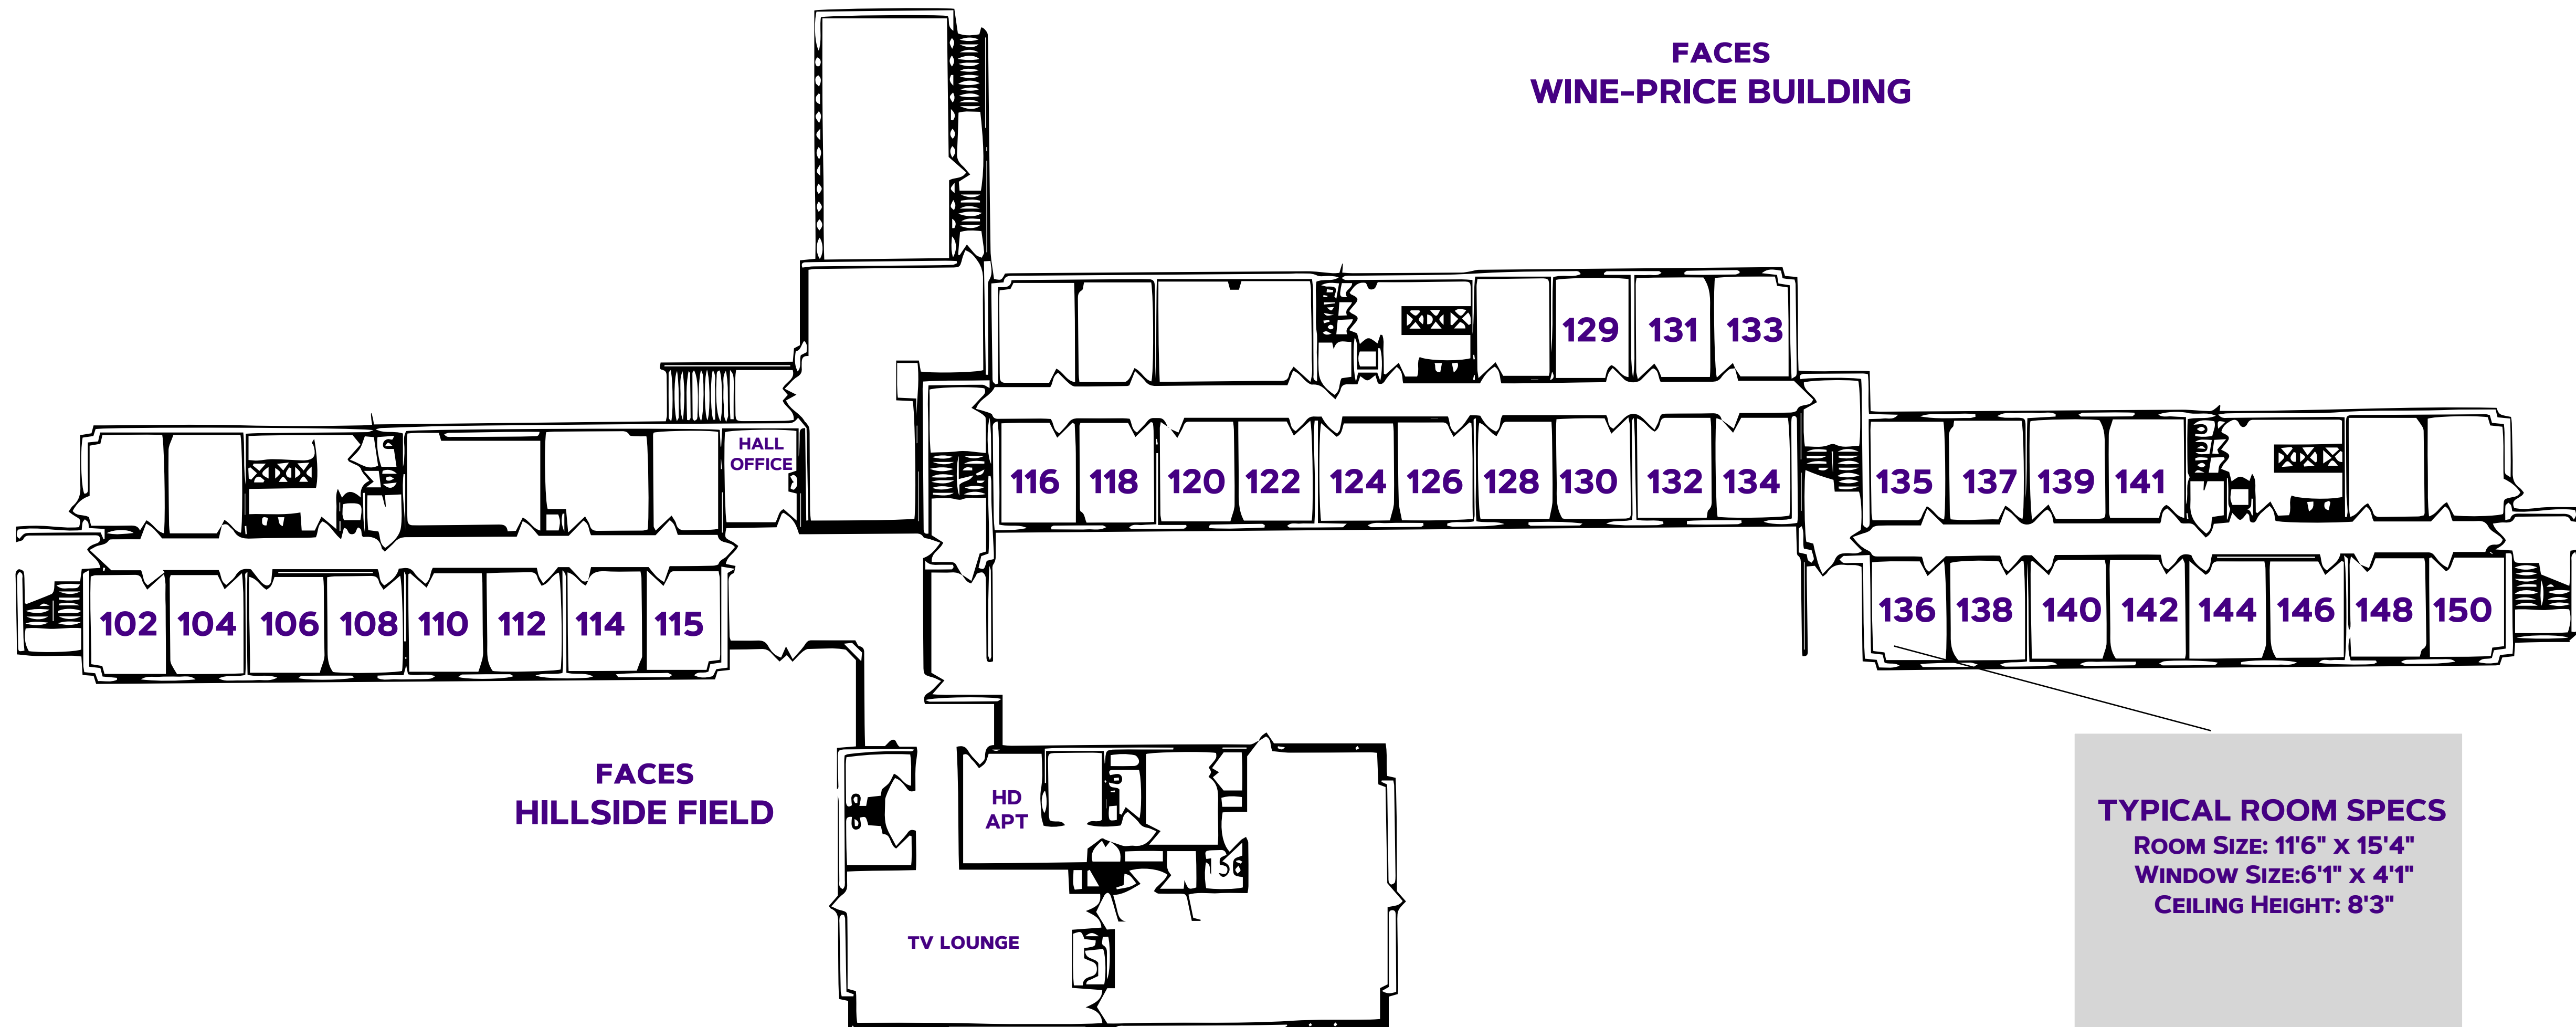 FACES
WINE-PRICE BUILDING
129 131 133
HALL
OFFICE
116 118 120 122 124 126 128 130 132 134
135 137 139 141
102 104 106 108 110 112 114 115
136 138 140 142 144 146 148 150
FACES
HILLSIDE FIELD
HD
APT
TV LOUNGE
TYPICAL ROOM SPECS
ROOM SIZE: 11'6" X 15'4"
WINDOW SIZE:6'1" X 4'1"
CEILING HEIGHT: 8'3"